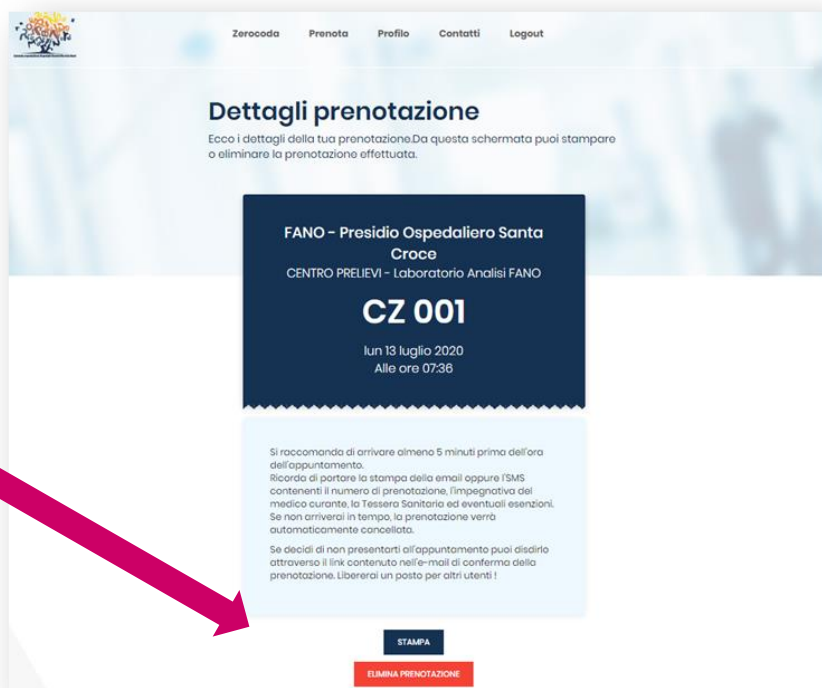 Zerocoda Prenota Profilo Contatti Logout
Dettagli prenotazione
Ecco i dettagli della tua prenotazione.Da questa schermata puoi stampare
o eliminare la prenotazione effettuata.
FANO - Presidio Ospedaliero Santa
Croce
CENTRO PRELIEVI - Laboratorio Analisi FANO
CZ 001
lun 13 luglio 2020
Alle ore 07:36
Si raccomanda di arrivare almeno 5 minuti prima dell'ora
dell'appuntamento.
Ricorda di portare la stampa della email oppure l'SMS
contenenti il numero di prenotazione, l'impegnativa del
medico curante, la Tessera Sanitaria ed eventuali esenzioni.
Se non arriverai in tempo, la prenotazione verrà
automaticamente cancellata.
Se decidi di non presentarti all'appuntamento puoi disdirlo
attraverso il link contenuto nell'e-mail di conferma della
prenotazione. Libererai un posto per altri utenti !
STAMPA
ELIMINA PRENOTAZIONE